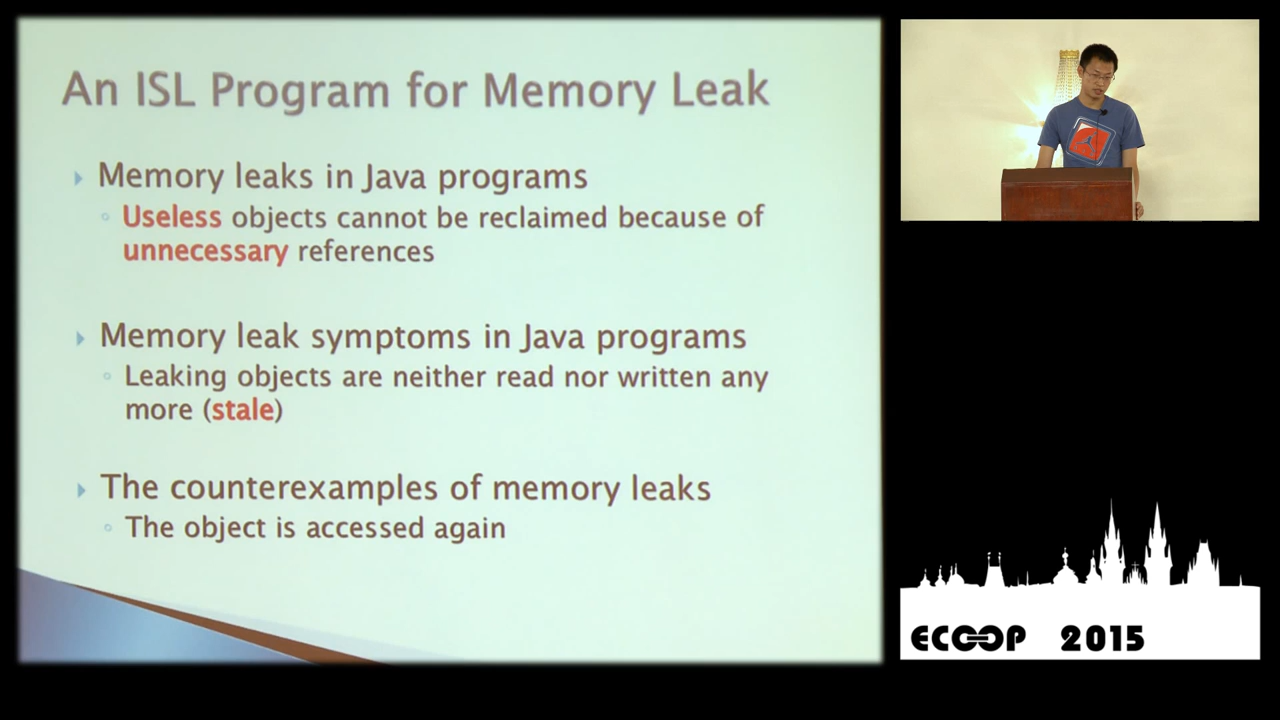 An ISL Program for Memory Leak
Memory leaks in Java programs
Useless objects cannot be reclaimed because of
unnecessary references
Memory leak symptoms in Java programs
Leaking objects are neither read nor written any
more (stale)
The counterexamples of memory leaks
The object is accessed again
ECOOP 2015